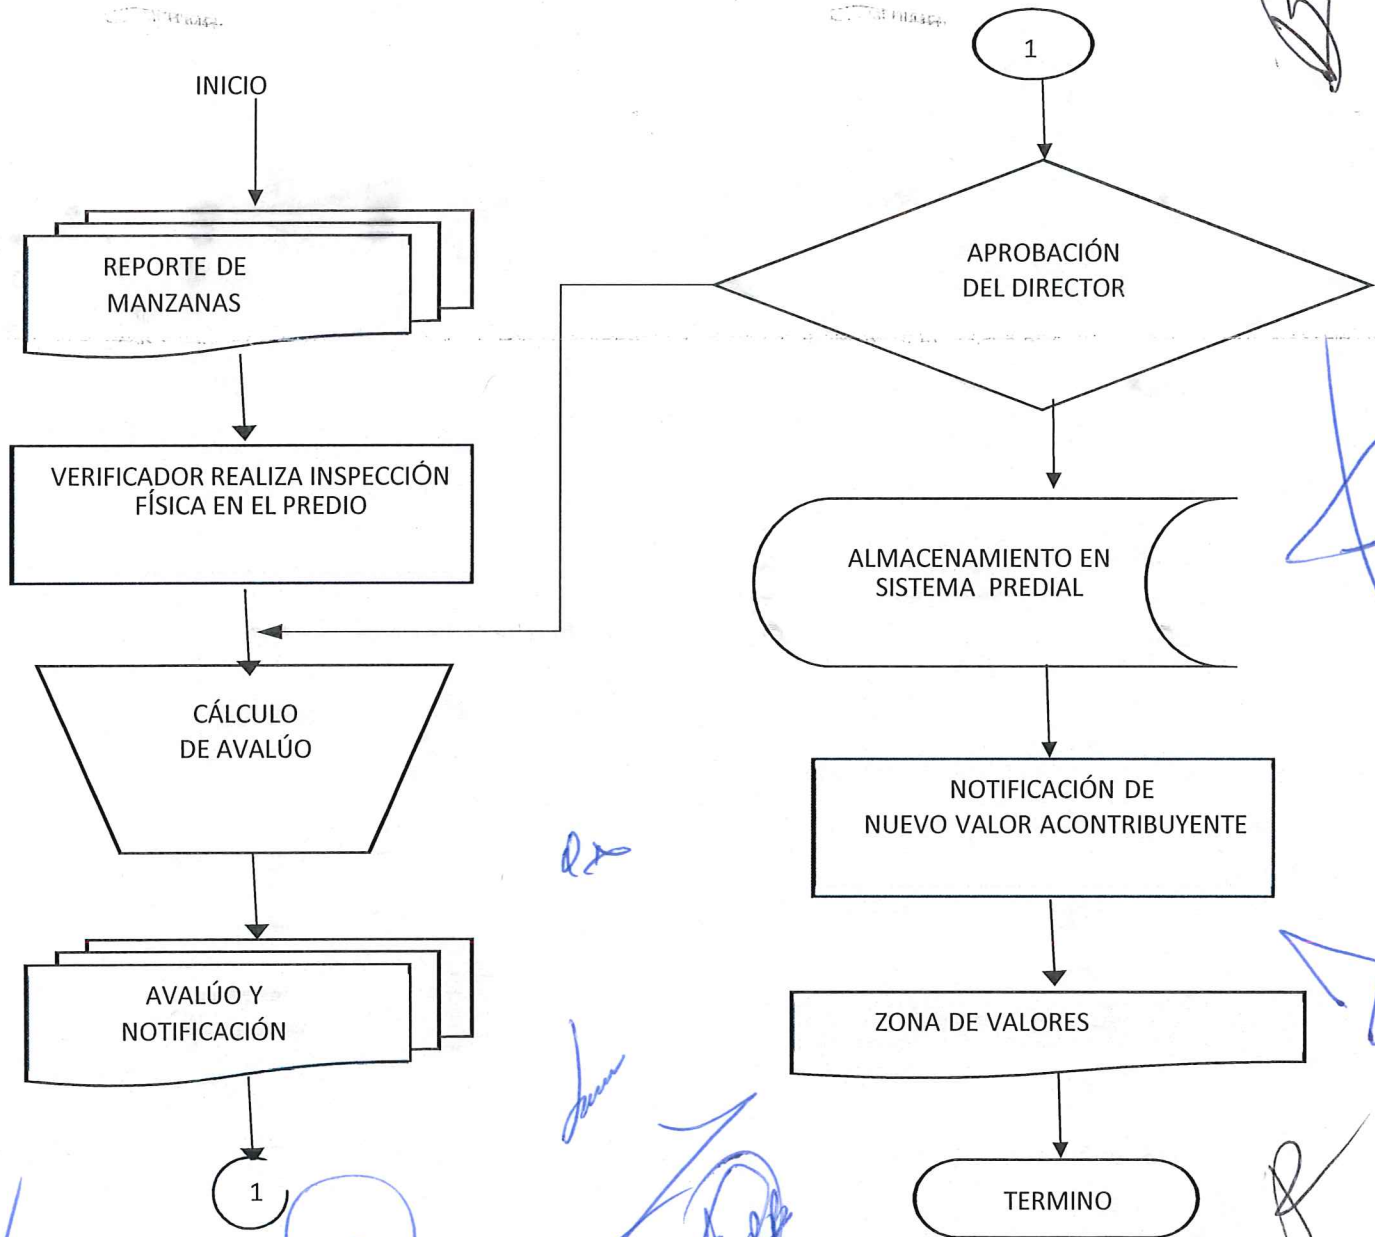 INICIO
REPORTE DE
MANZANAS
VERIFICADOR REALIZA INSPECCIÓN
FÍSICA EN EL PREDIO
CÁLCULO
DE AVALÚO
AVALÚO Y
NOTIFICACIÓN
1
1
APROBACIÓN
DEL DIRECTOR
ALMACENAMIENTO EN
SISTEMA PREDIAL
NOTIFICACIÓN DE
NUEVO VALOR ACONTRIBUYENTE
ZONA DE VALORES
TERMINO